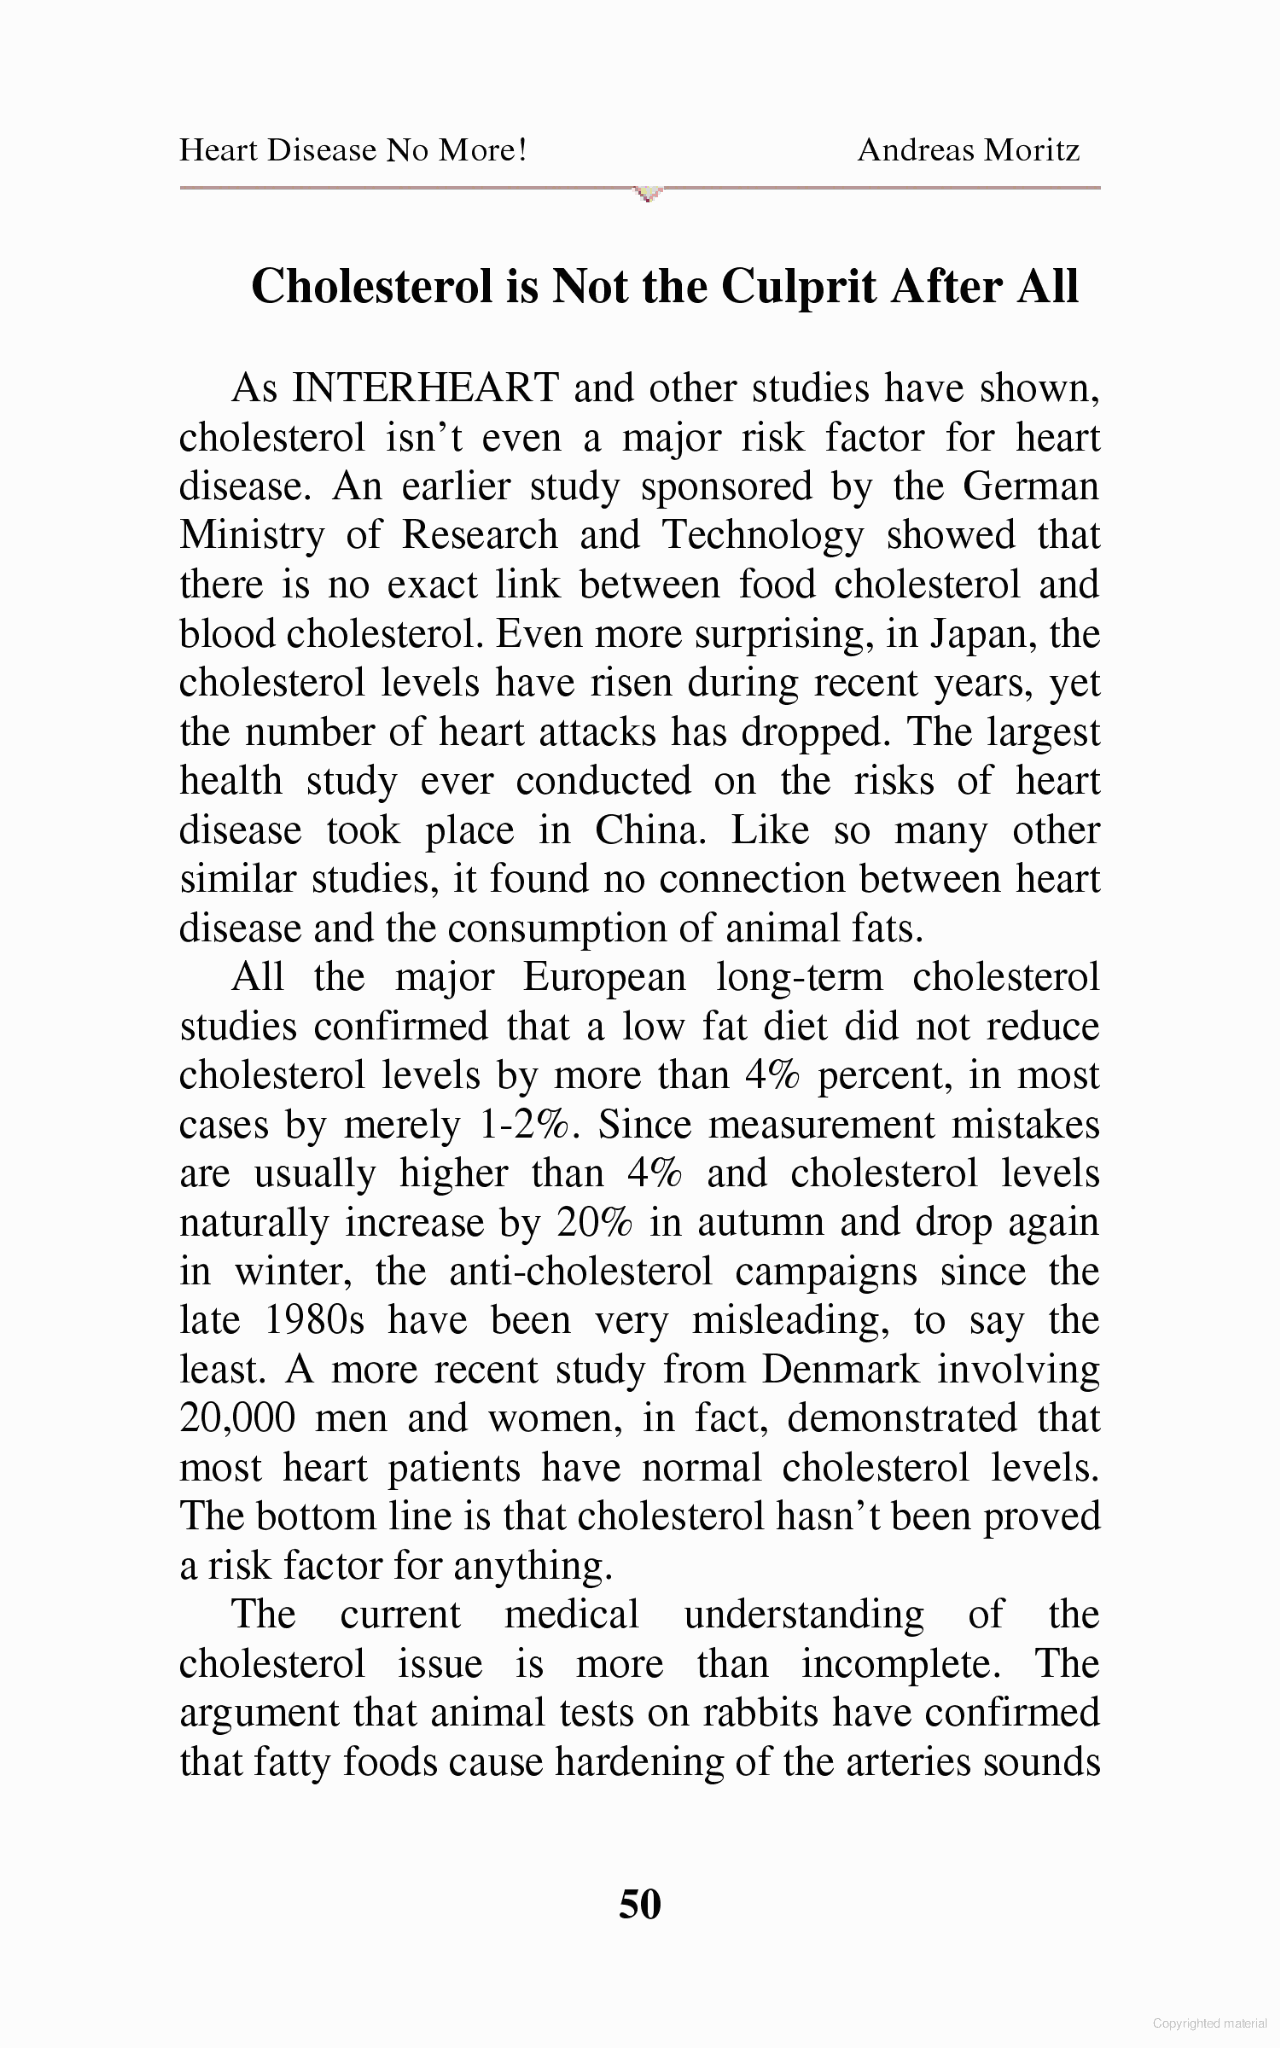 Heart Disease No More! Andreas Moritz
Cholesterol is Not the Culprit After All
As INTERHEART and other studies have shown,
cholesterol isn't even a major risk factor for heart
disease. An earlier study sponsored by the German
Ministry of Research and Technology showed that
there is no exact link between food cholesterol and
blood cholesterol. Even more surprising, in Japan, the
cholesterol levels have risen during recent years, yet
the number of heart attacks has dropped. The largest
health study ever conducted on the risks of heart
disease took place in China. Like so many other
similar studies, it found no connection between heart
disease and the consumption of animal fats.
All the major European long-term cholesterol
studies confirmed that a low fat diet did not reduce
cholesterol levels by more than 4% percent, in most
cases by merely 1-2%. Since measurement mistakes
are usually higher than 4% and cholesterol levels
naturally increase by 20% in autumn and drop again
in winter, the anti-cholesterol campaigns since the
late 1980s have been very misleading, to say the
least. A more recent study from Denmark involving
20,000 men and women, in fact, demonstrated that
most heart patients have normal cholesterol levels.
The bottom line is that cholesterol hasn't been proved
a risk factor for anything.
The current medical understanding of the
cholesterol issue is more than incomplete. The
argument that animal tests on rabbits have confirmed
that fatty foods cause hardening of the arteries sounds
50
Copyrighted material